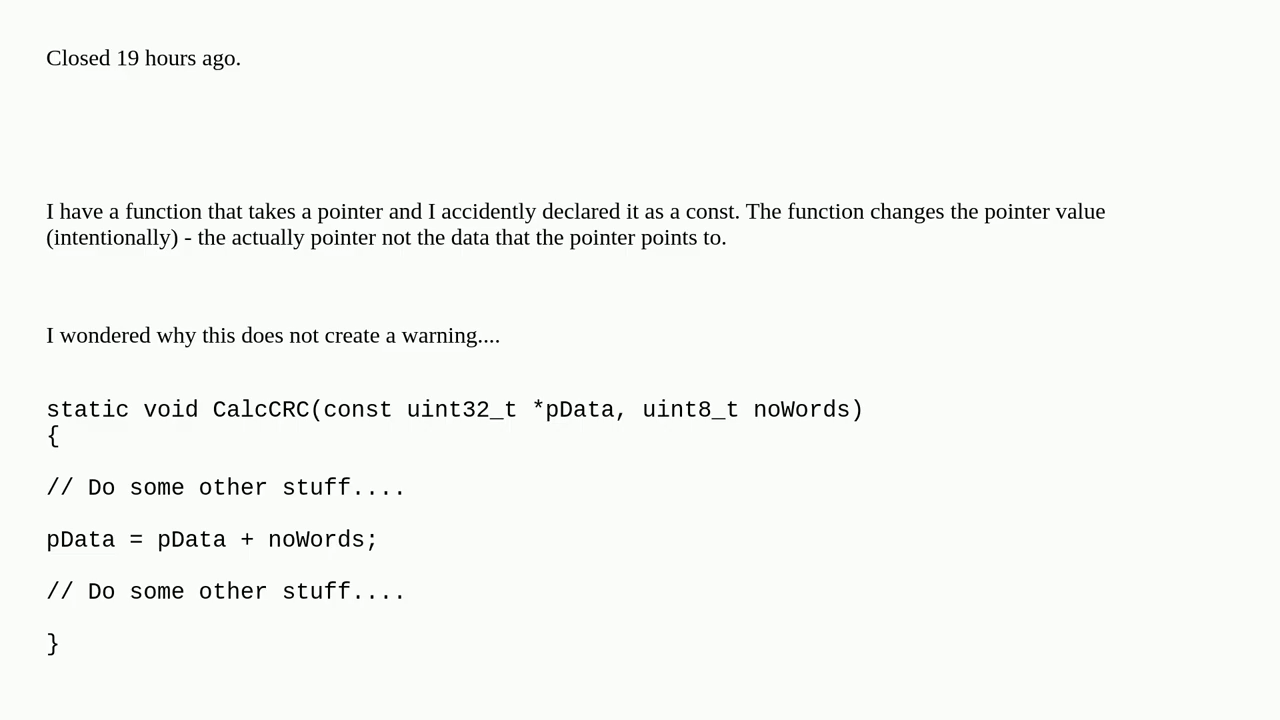 Closed 19 hours ago.
I have a function that takes a pointer and I accidently declared it as a const. The function changes the pointer value
(intentionally) - the actually pointer not the data that the pointer points to.
I wondered why this does not create a warning....
static void CalcCRC(const uint32_t *pData, uint8_t noWords)
{
// Do some other stuff....
pData = pData + noWords;
// Do some other stuff....
}